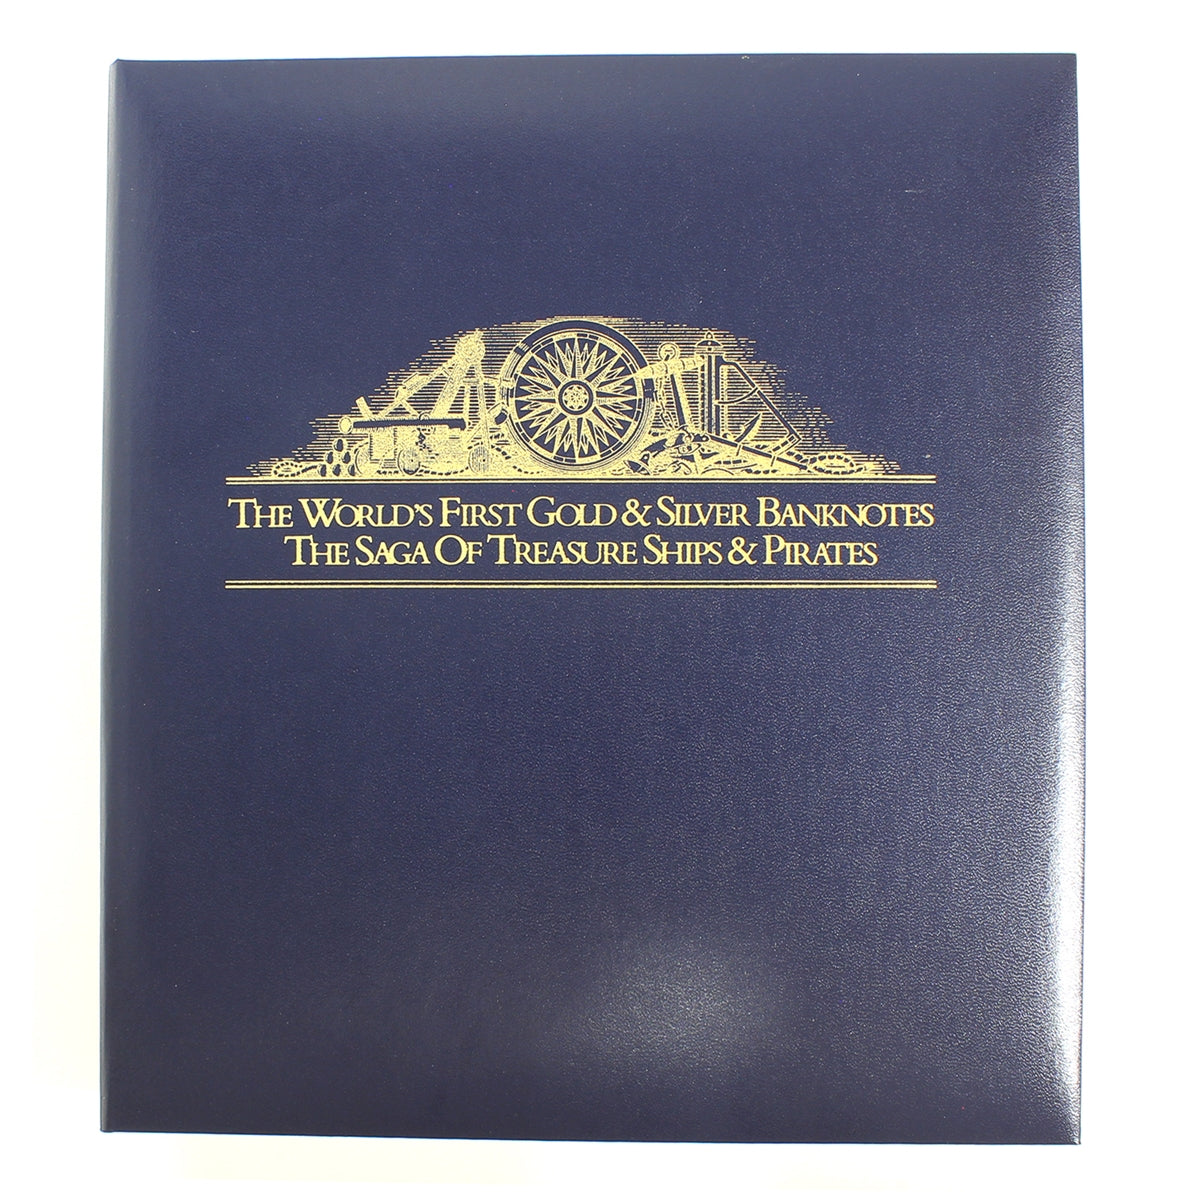 The World's First Gold & Silver Banknotes
The Saga Of Treasure Ships & Pirates